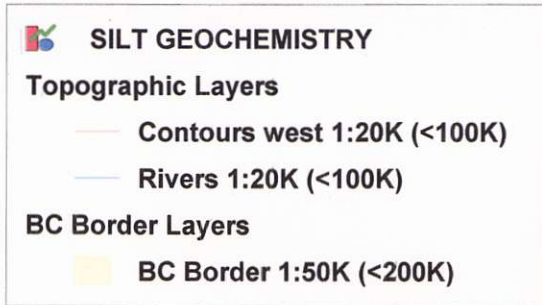 SILT GEOCHEMISTRY
Topographic Layers
Contours west 1:20K (<100K)
Rivers 1:20K (<100K)
BC Border Layers
BC Border 1:50K (<200K)